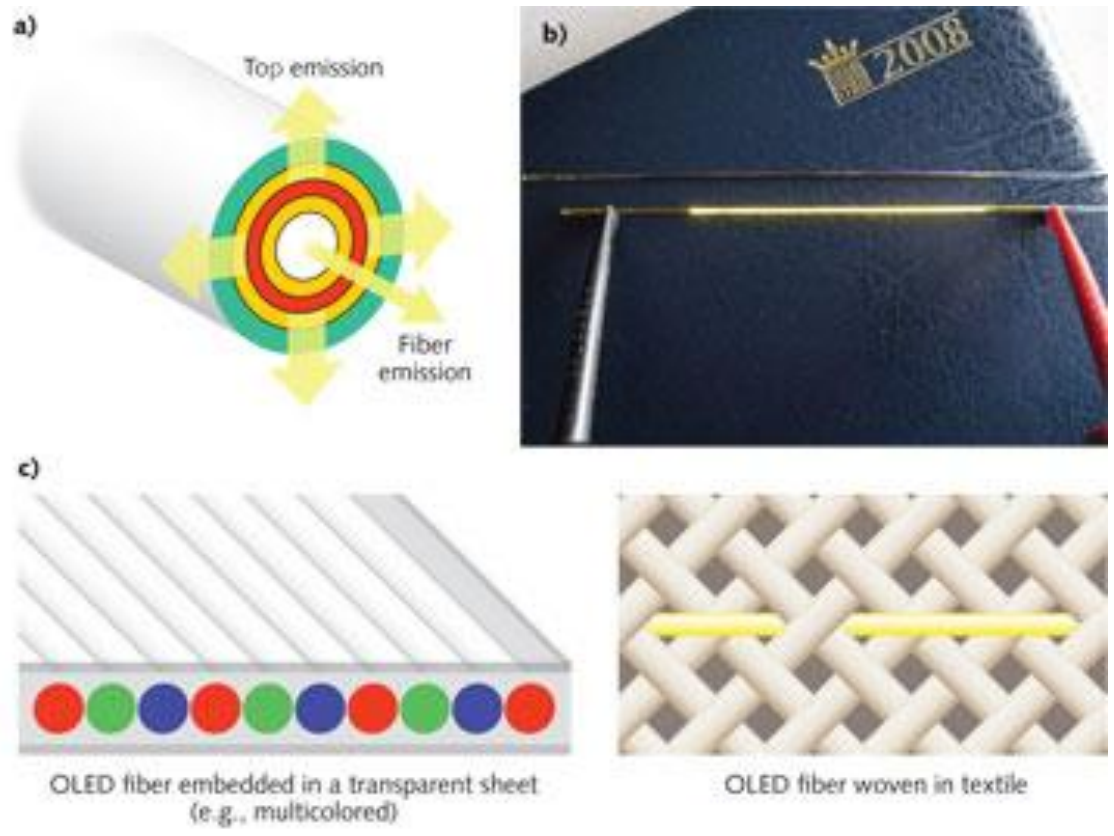 a)
Top emission
Fiber
emission
b)
2008
c)
OLED fiber embedded in a transparent sheet
(e.g., multicolored)
OLED fiber woven in textile